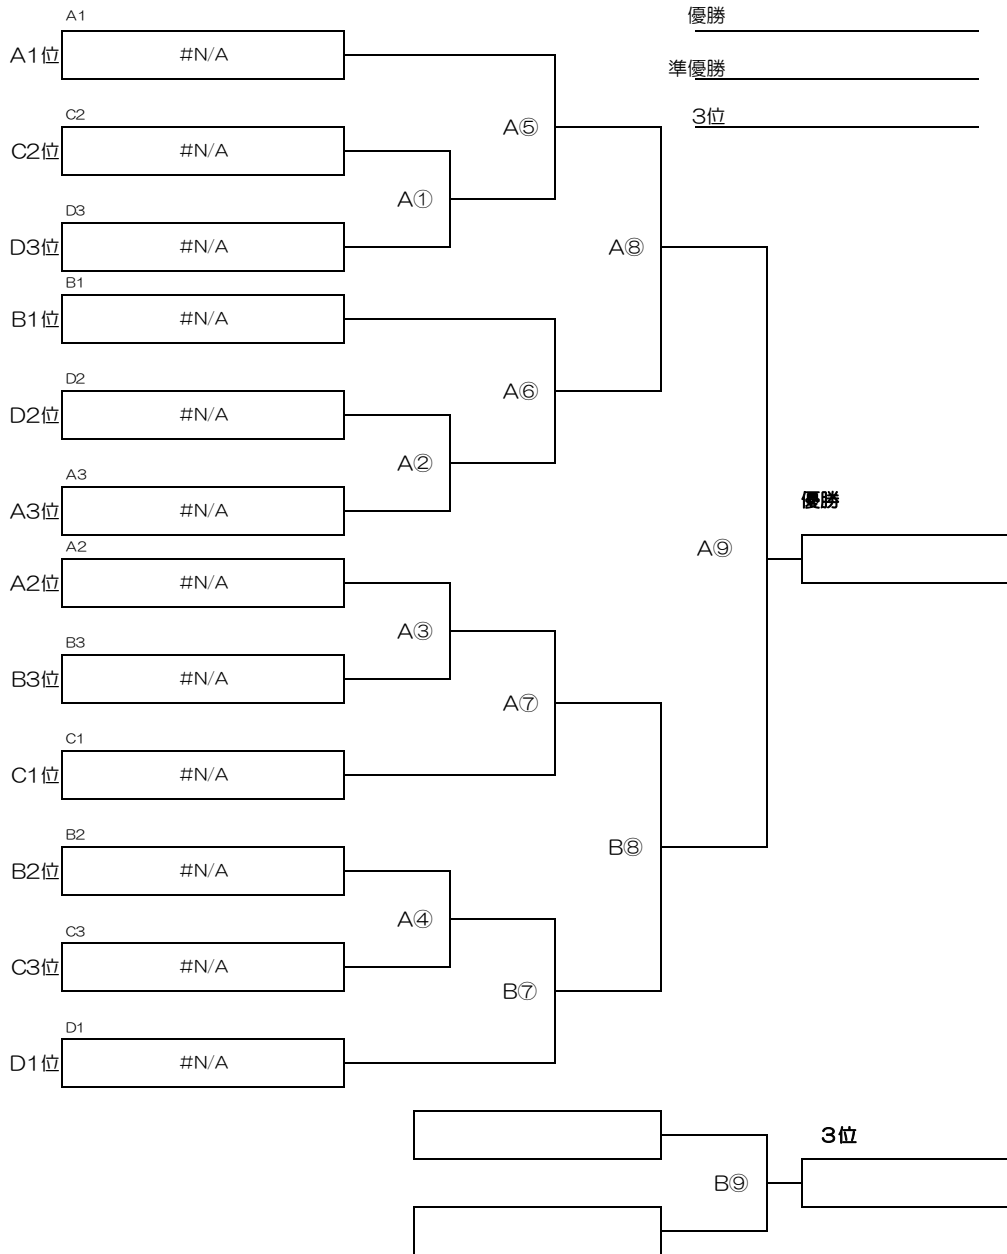 A1
優勝
A1位 #N/A
準優勝
C2
3位
A⑤
C2位 #N/A
A①
D3
D3位 #N/A
A⑧
B1
B1位 #N/A
D2
A⑥
D2位 #N/A
A②
A3
優勝
A3位 #N/A
A2
A⑨
A2位 #N/A
A③
B3
B3位 #N/A
A⑦
C1
C1位 #N/A
B2
B⑧
B2位 #N/A
A④
C3
C3位 #N/A
B⑦
D1
D1位 #N/A
3位
B⑨